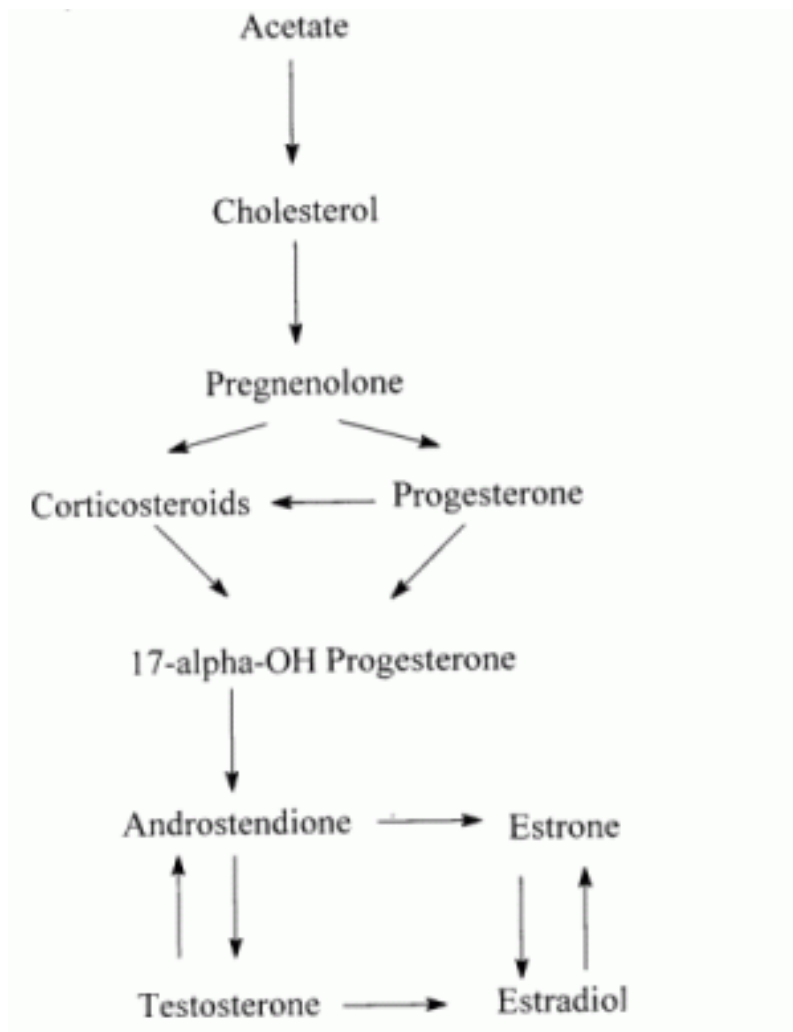 Acetate
Cholesterol
Pregnenolone
Corticosteroids
Progesterone
17-alpha-OH Progesterone
Androstendione
Estrone
Testosterone
Estradiol